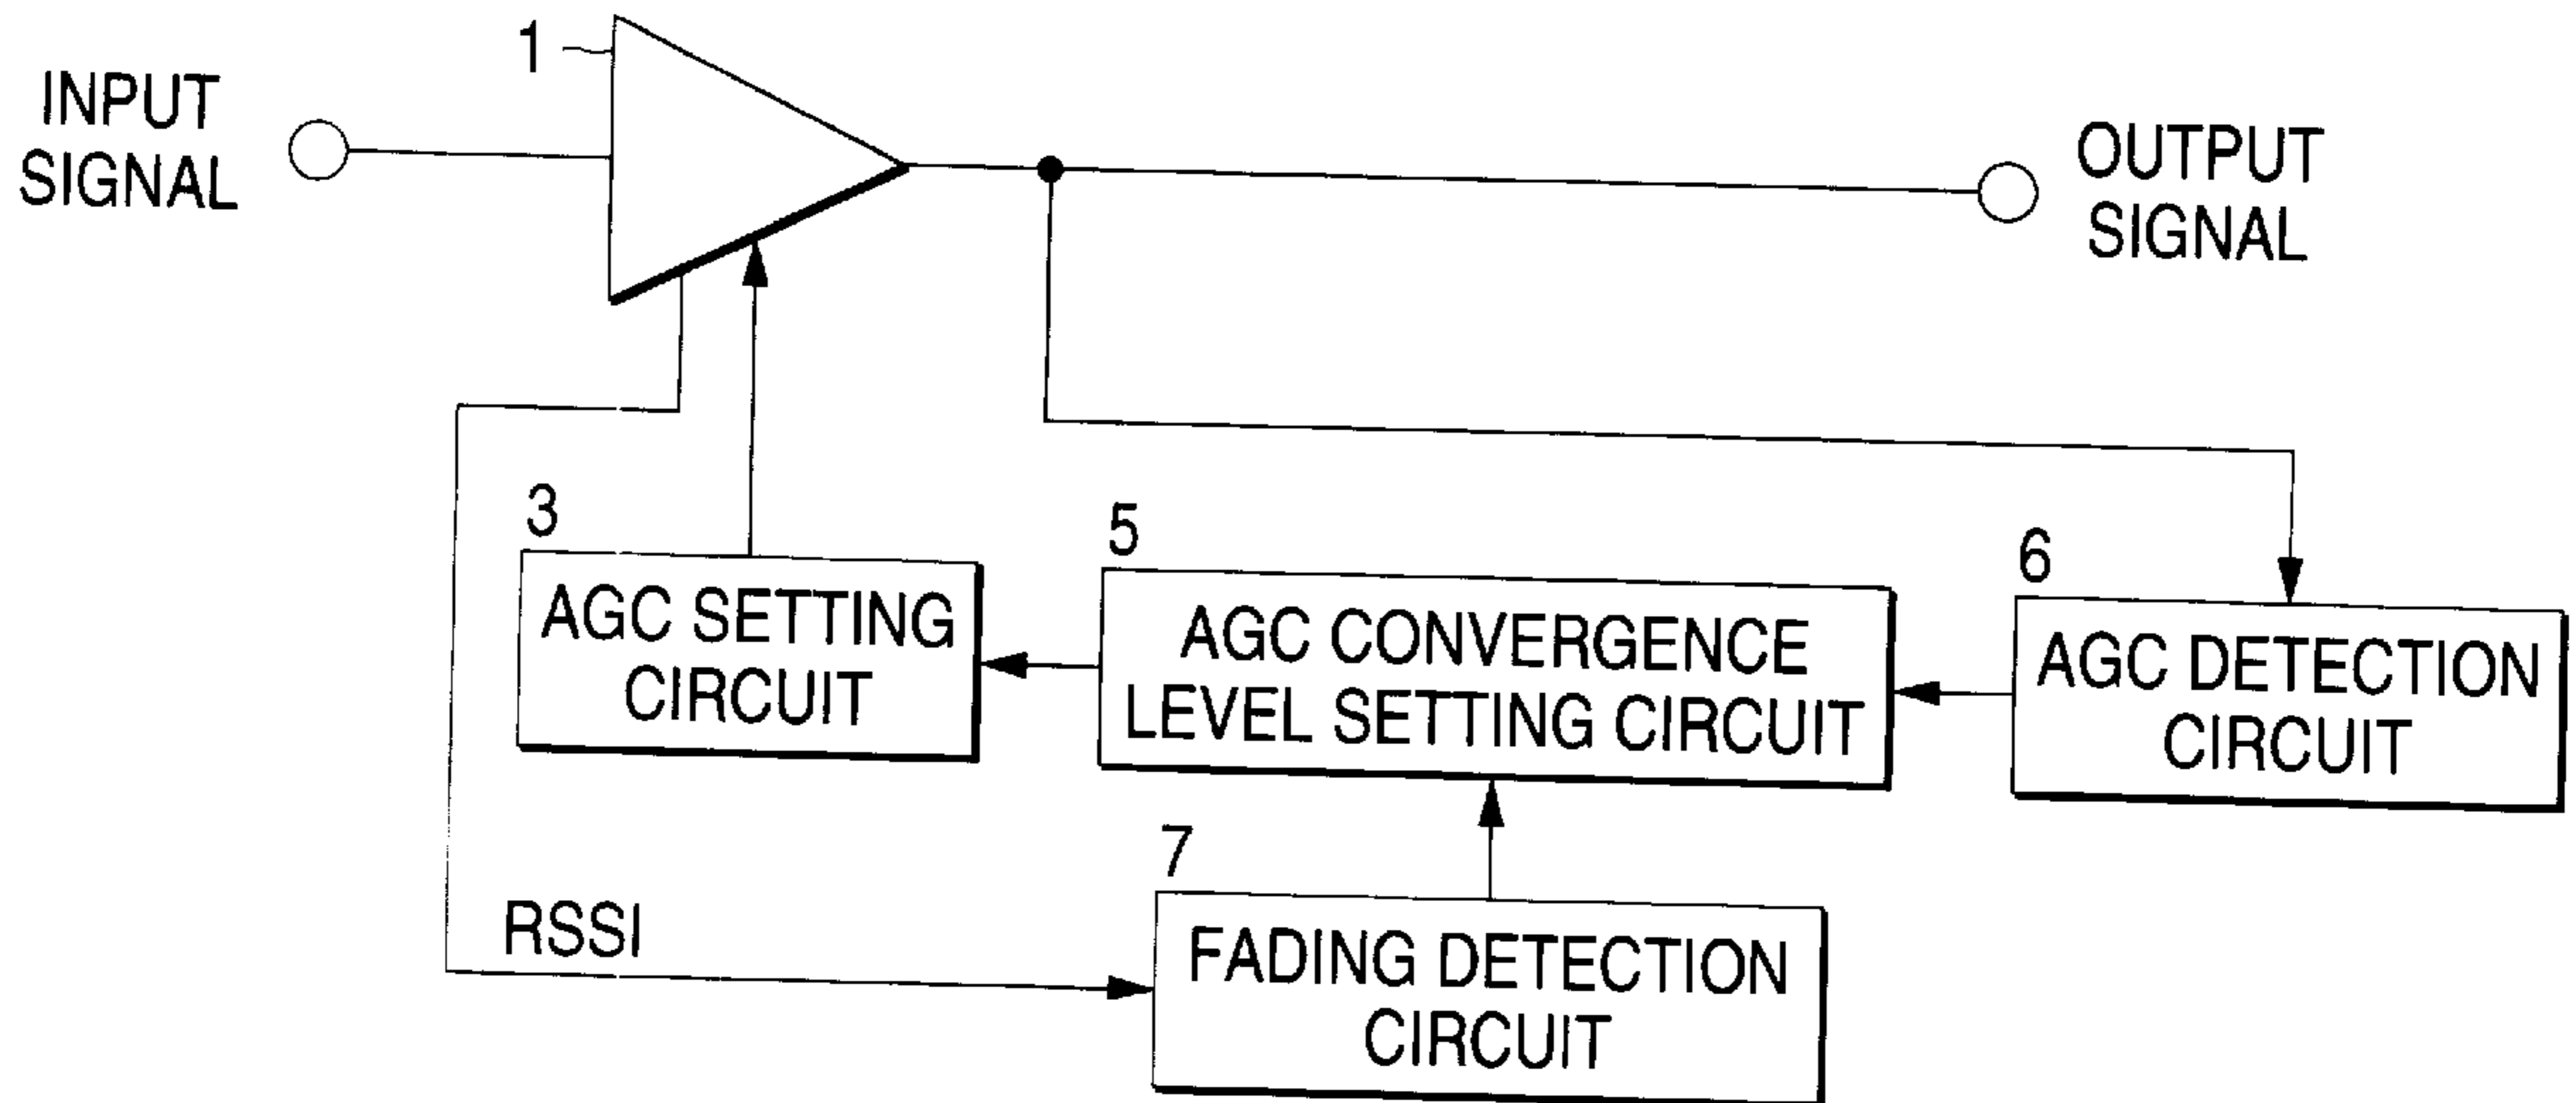 1
INPUT
SIGNAL
OUTPUT
SIGNAL
3
AGC SETTING
CIRCUIT
5
AGC CONVERGENCE
LEVEL SETTING CIRCUIT
6
AGC DETECTION
CIRCUIT
7
FADING DETECTION
CIRCUIT
RSSI